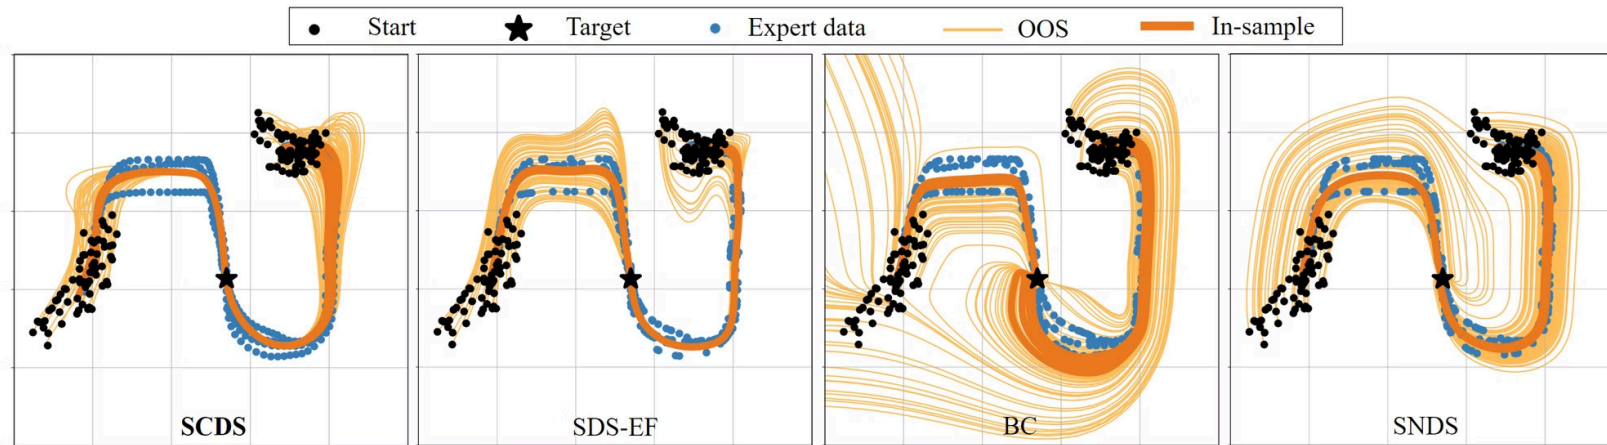 Start Target Expert data OOS In-sample
SCDS SDS-EF BC SNDS